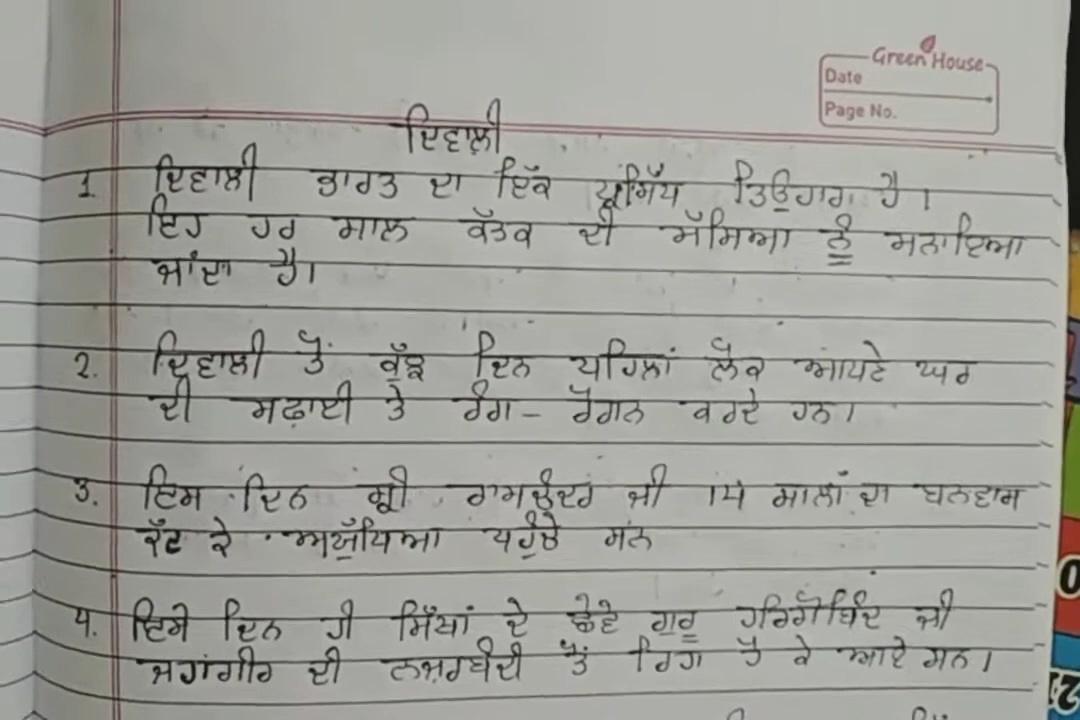 Green House
Date
Page No.
ਦਿਵਾਲੀ
1. ਦਿਵਾਲੀ ਭਾਰਤ ਦਾ ਇੱਕ ਪ੍ਰਸਿੱਧ ਤਿਉਹਾਰ ਹੈ।
ਇਹ ਹਰ ਸਾਲ ਕੱਤਕ ਦੀ ਮੱਸਿਆ ਨੂੰ ਮਨਾਇਆ
ਜਾਂਦਾ ਹੈ।
2. ਦਿਵਾਲੀ ਤੋਂ ਕੁੱਝ ਦਿਨ ਪਹਿਲਾਂ ਲੋਕ ਆਪਣੇ ਘਰ
ਦੀ ਸਫ਼ਾਈ ਤੇ ਰੰਗ-ਰੋਗਨ ਕਰਦੇ ਹਨ।
3. ਇਸ ਦਿਨ ਸ਼੍ਰੀ ਰਾਮਚੰਦਰ ਜੀ 14 ਸਾਲਾਂ ਦਾ ਬਨਵਾਸ
ਕੱਟ ਕੇ ਅਯੁੱਧਿਆ ਪਹੁੰਚੇ ਸਨ
4. ਇਸੇ ਦਿਨ ਹੀ ਸਿੱਖਾਂ ਦੇ ਛੇਵੇਂ ਗੁਰੂ ਹਰਿਗੋਬਿੰਦ ਜੀ
ਜਹਾਂਗੀਰ ਦੀ ਨਜ਼ਰਬੰਦੀ ਤੋਂ ਰਿਹਾ ਹੋ ਕੇ ਆਏ ਸਨ।